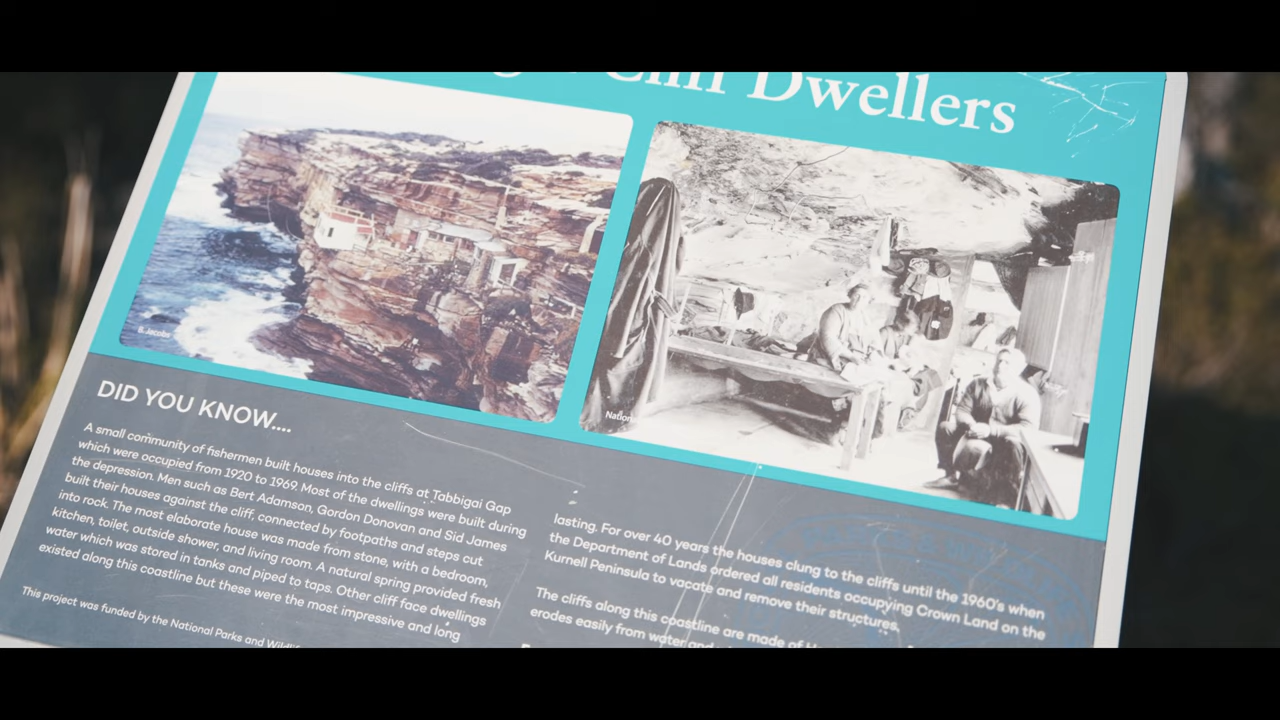 Cliff Dwellers
B. Jacobs
DID YOU KNOW....
A small community of fishermen built houses into the cliffs at Tabbigai Gap
which were occupied from 1920 to 1969. Most of the dwellings were built during
the depression. Men such as Bert Adamson, Gordon Donovan and Sid James
built their houses against the cliff, connected by footpaths and steps cut
into rock. The most elaborate house was made from stone, with a bedroom,
kitchen, toilet, outside shower, and living room. A natural spring provided fresh
water which was stored in tanks and piped to taps. Other cliff face dwellings
existed along this coastline but these were the most impressive and long
This project was funded by the National Parks and
lasting. For over 40 years the houses clung to the cliffs until the 1960's when
the Department of Lands ordered all residents occupying Crown Land on the
Kurnell Peninsula to vacate and remove their structures.
The cliffs along this coastline are made of
erodes easily from water and